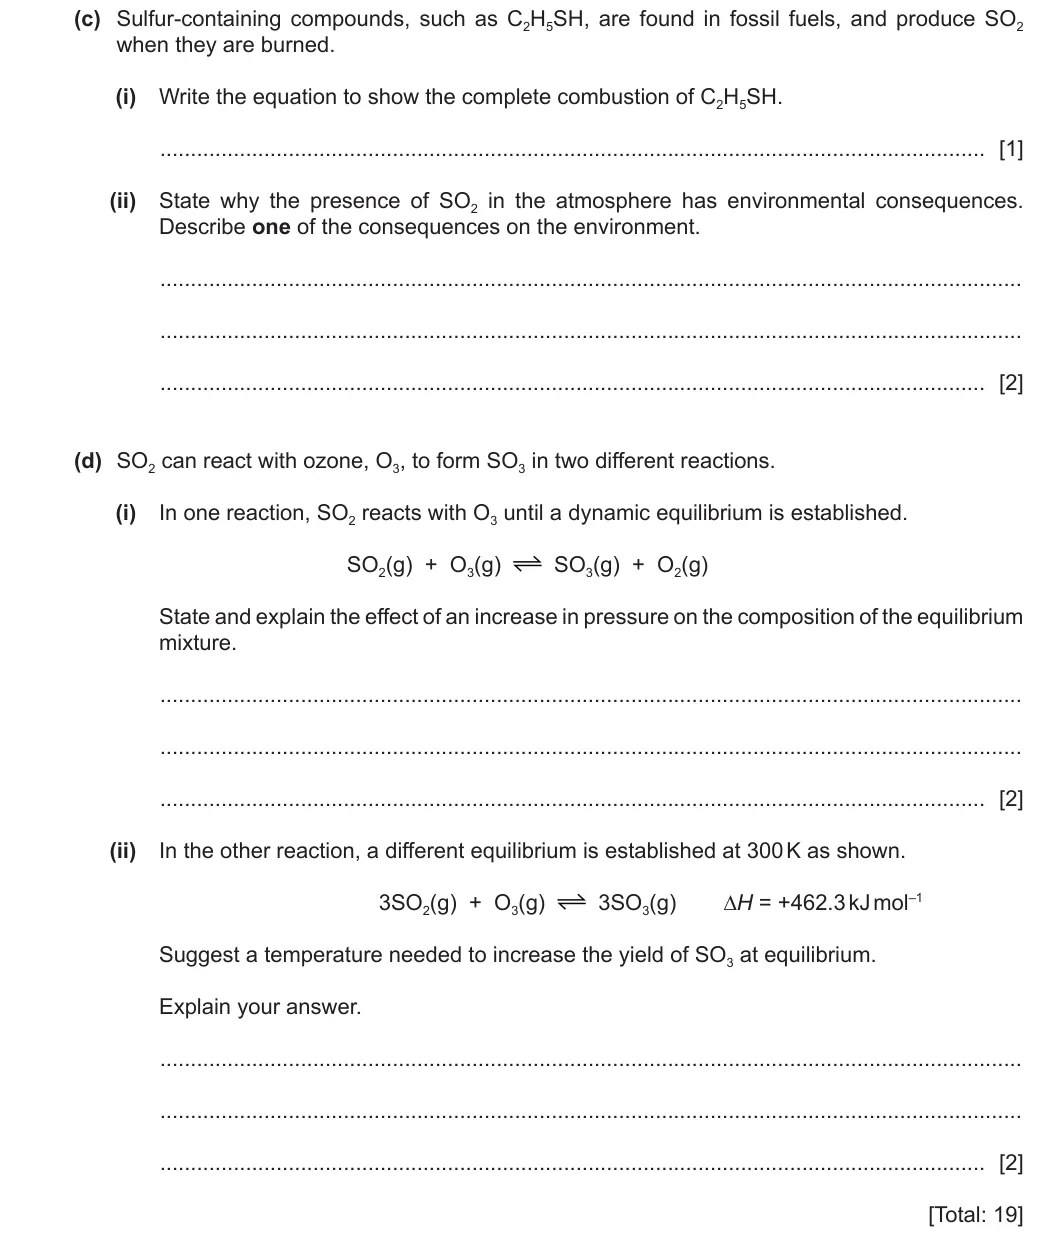 (c) Sulfur-containing compounds, such as C₂H₅SH, are found in fossil fuels, and produce SO₂
when they are burned.
(i) Write the equation to show the complete combustion of C₂H₅SH.
.......................................................................................................................................... [1]
(ii) State why the presence of SO₂ in the atmosphere has environmental consequences.
Describe one of the consequences on the environment.
................................................................................................................................................
................................................................................................................................................
.......................................................................................................................................... [2]
(d) SO₂ can react with ozone, O₃, to form SO₃ in two different reactions.
(i) In one reaction, SO₂ reacts with O₃ until a dynamic equilibrium is established.
SO₂(g) + O₃(g) ⇌ SO₃(g) + O₂(g)
State and explain the effect of an increase in pressure on the composition of the equilibrium
mixture.
................................................................................................................................................
................................................................................................................................................
.......................................................................................................................................... [2]
(ii) In the other reaction, a different equilibrium is established at 300 K as shown.
3SO₂(g) + O₃(g) ⇌ 3SO₃(g) ΔH = +462.3 kJ mol⁻¹
Suggest a temperature needed to increase the yield of SO₃ at equilibrium.
Explain your answer.
................................................................................................................................................
................................................................................................................................................
.......................................................................................................................................... [2]
[Total: 19]